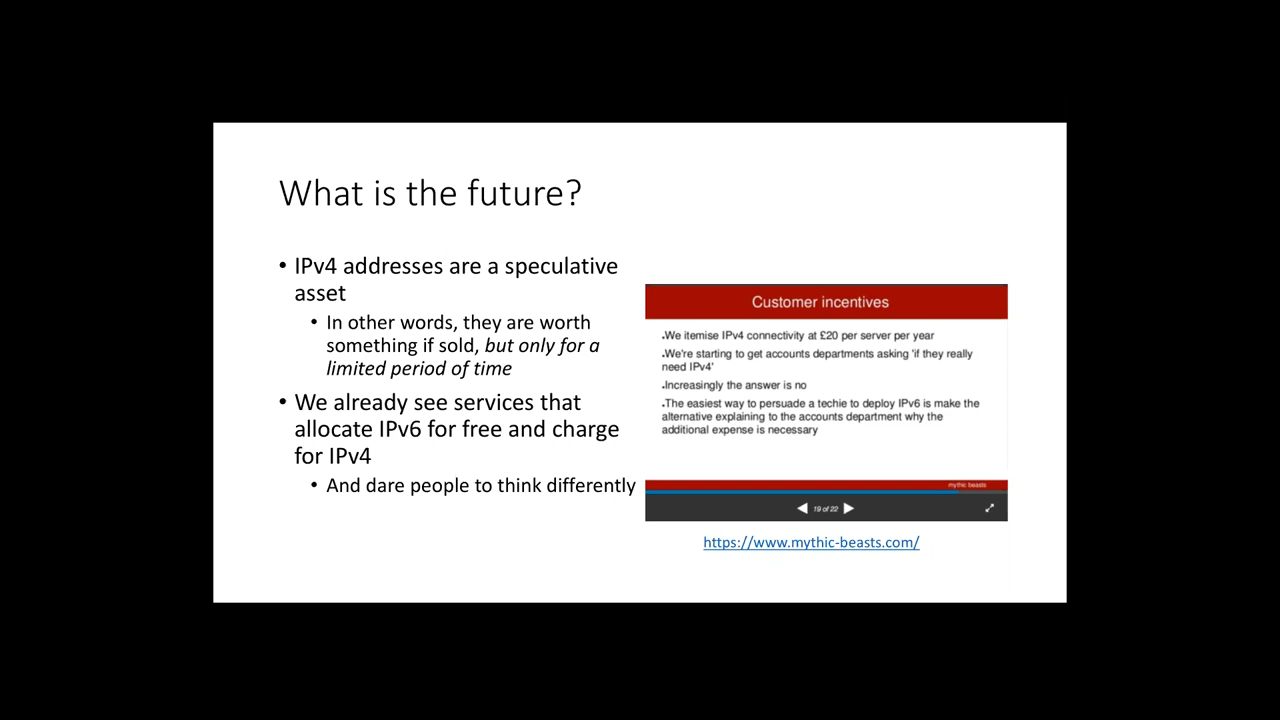 What is the future?
• IPv4 addresses are a speculative
asset
• In other words, they are worth
something if sold, but only for a
limited period of time
• We already see services that
allocate IPv6 for free and charge
for IPv4
• And dare people to think differently
Customer incentives
.We itemise IPv4 connectivity at £20 per server per year
.We're starting to get accounts departments asking 'if they really
need IPv4'
.Increasingly the answer is no
.The easiest way to persuade a techie to deploy IPv6 is make the
alternative explaining to the accounts department why the
additional expense is necessary
mythic beasts
19 of 22
https://www.mythic-beasts.com/